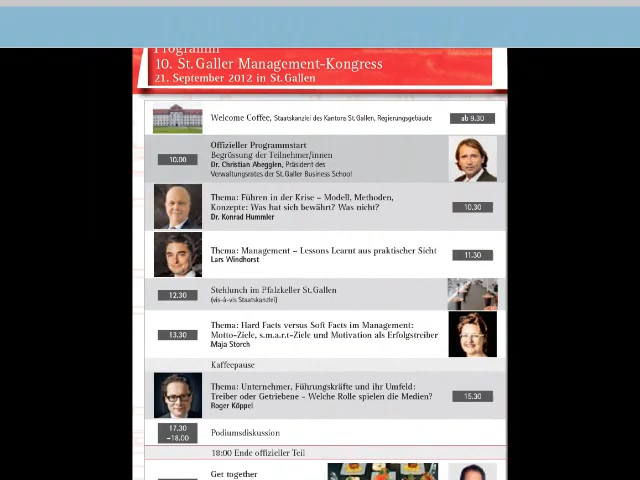 Programm
10. St.Galler Management-Kongress
21. September 2012 in St.Gallen
Welcome Coffee, Staatskanzlei des Kantons St.Gallen, Regierungsgebäude
ab 9.30
10.00
Offizieller Programmstart
Begrüssung der Teilnehmer/innen
Dr. Christian Abegglen, Präsident des
Verwaltungsrates der St.Galler Business School
Thema: Führen in der Krise – Modell, Methoden,
Konzepte: Was hat sich bewährt? Was nicht?
Dr. Konrad Hummler
10.30
Thema: Management – Lessons Learnt aus praktischer Sicht
Lars Windhorst
11.30
12.30
Stehlunch im Pfalzkeller St.Gallen
(vis-à-vis Staatskanzlei)
13.30
Thema: Hard Facts versus Soft Facts im Management:
Motto-Ziele, s.m.a.r.t-Ziele und Motivation als Erfolgstreiber
Maja Storch
Kaffeepause
Thema: Unternehmer, Führungskräfte und ihr Umfeld:
Treiber oder Getriebene – Welche Rolle spielen die Medien?
Roger Köppel
15.30
17.30
–18.00
Podiumsdiskussion
18:00 Ende offizieller Teil
Get together